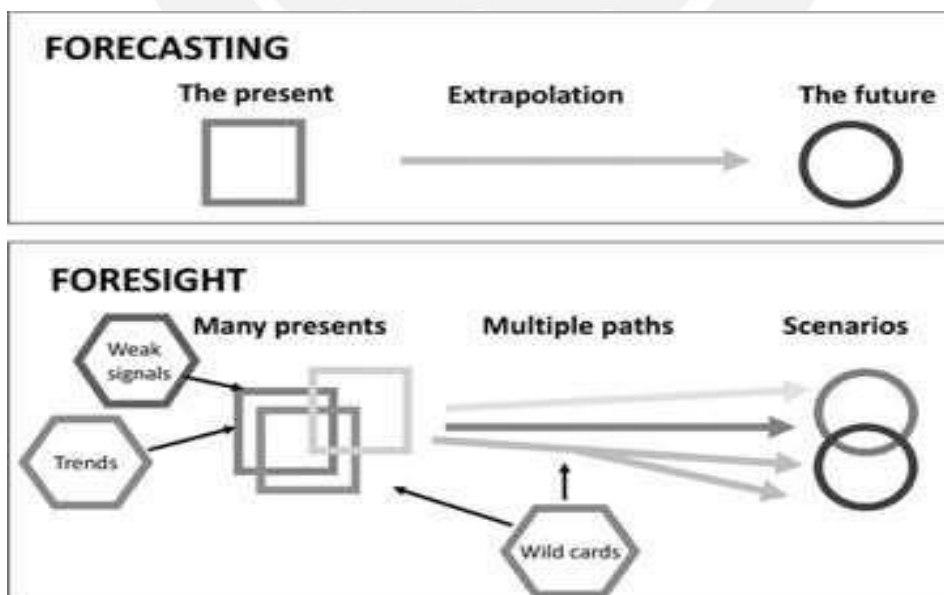 FORECASTING
The present
Extrapolation
The future
FORESIGHT
Many presents
Multiple paths
Scenarios
Weak
signals
Trends
Wild cards